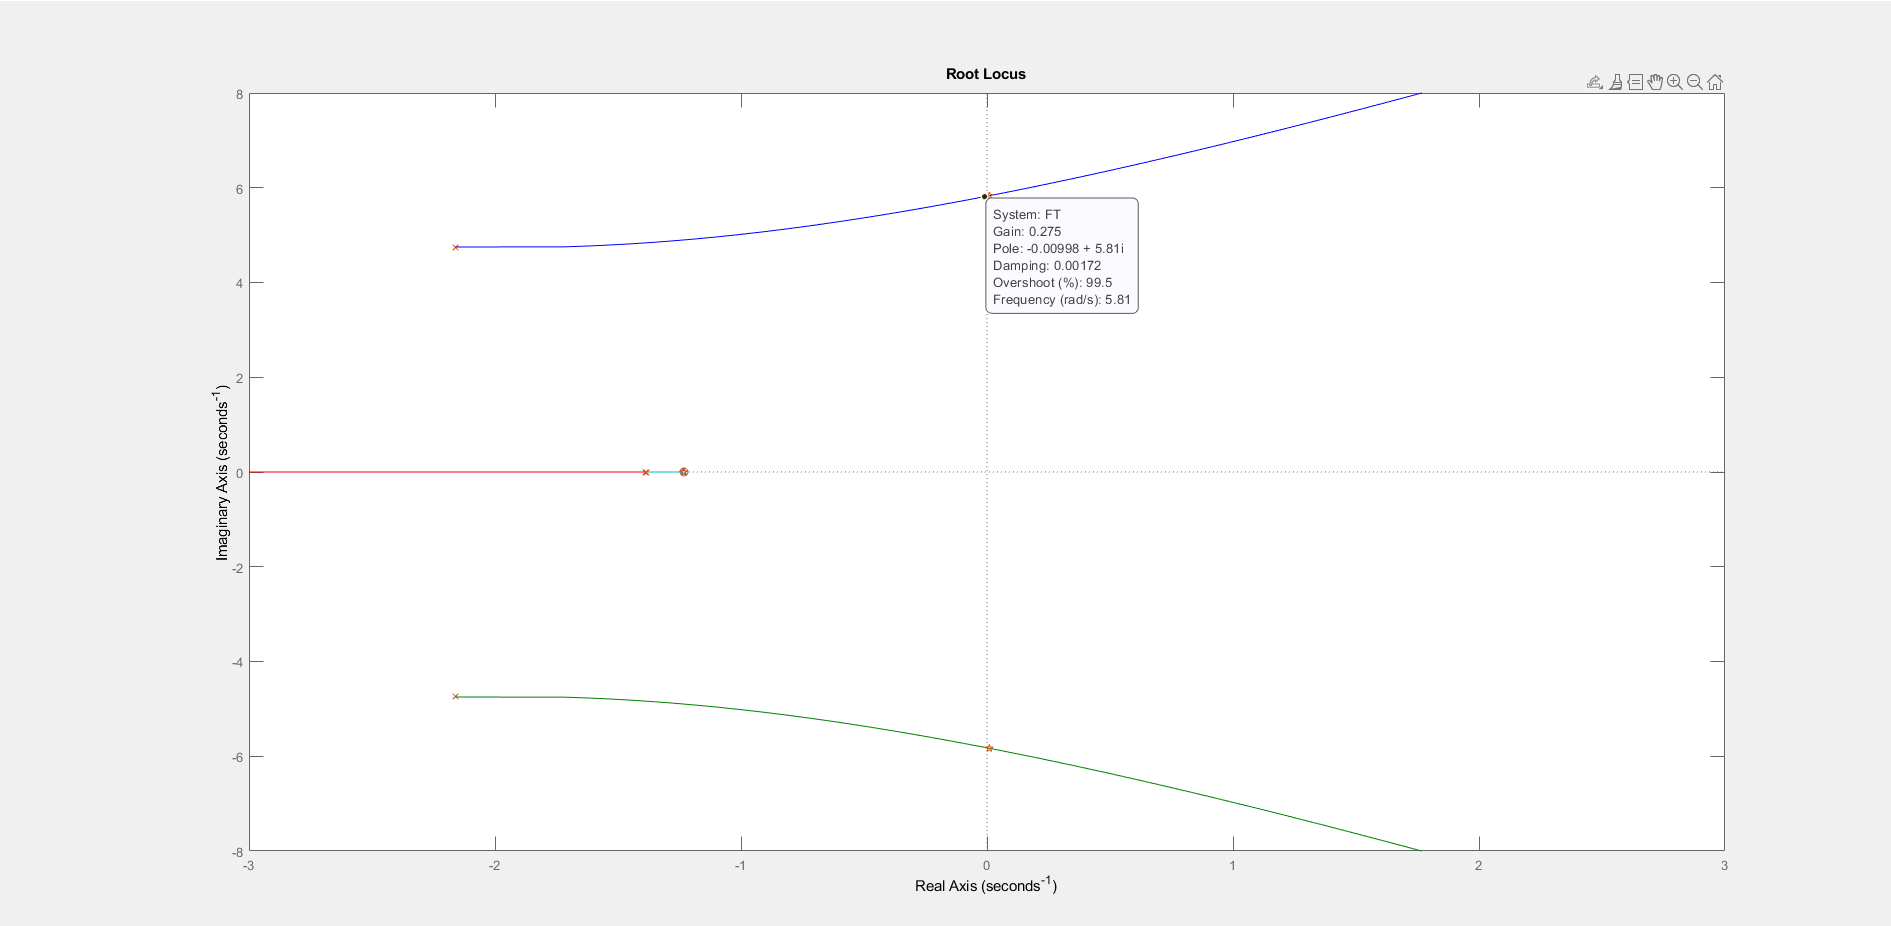 Root Locus
8
6
4
2
0
-2
-4
-6
-8
Imaginary Axis (seconds-1)
System: FT
Gain: 0.275
Pole: -0.00998 + 5.81i
Damping: 0.00172
Overshoot (%): 99.5
Frequency (rad/s): 5.81
-3 -2 -1 0 1 2 3
Real Axis (seconds-1)